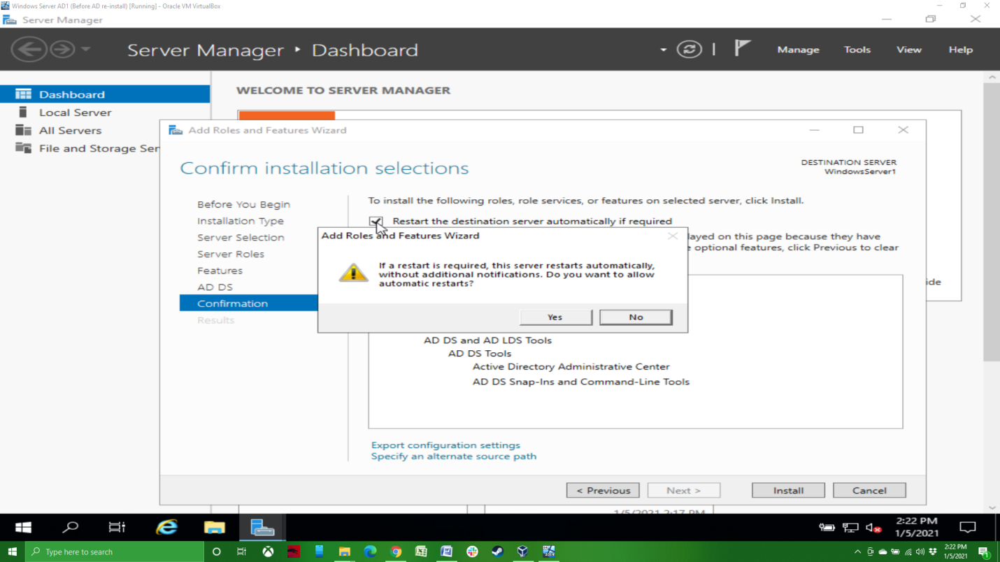 Windows Server AD1 (Before AD re-install) [Running] - Oracle VM VirtualBox
Server Manager
Server Manager • Dashboard
Manage
Tools
View
Help
Dashboard
Local Server
All Servers
File and Storage Ser
WELCOME TO SERVER MANAGER
Add Roles and Features Wizard
Confirm installation selections
DESTINATION SERVER
WindowsServer1
Before You Begin
Installation Type
Server Selection
Server Roles
Features
AD DS
Confirmation
Results
To install the following roles, role services, or features on selected server, click Install.
Restart the destination server automatically if required
layed on this page because they have
e optional features, click Previous to clear
Add Roles and Features Wizard
If a restart is required, this server restarts automatically,
without additional notifications. Do you want to allow
automatic restarts?
Yes
No
ide
AD DS and AD LDS Tools
AD DS Tools
Active Directory Administrative Center
AD DS Snap-Ins and Command-Line Tools
Export configuration settings
Specify an alternate source path
< Previous
Next >
Install
Cancel
1/5/2021 2:17 PM
2:22 PM
1/5/2021
Type here to search
2:22 PM
1/5/2021